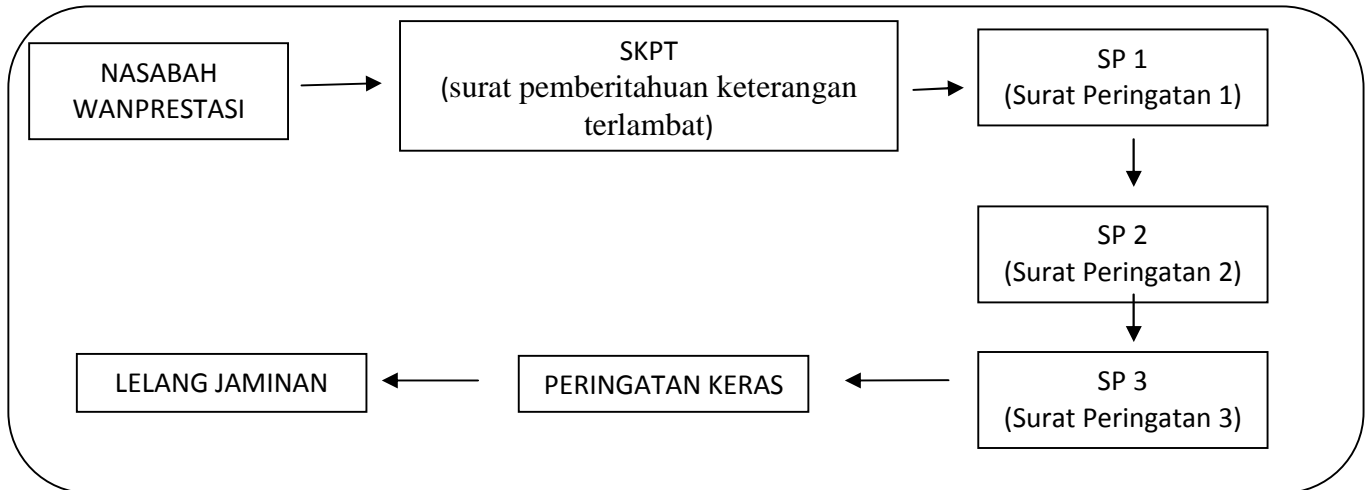 NASABAH
WANPRESTASI
SKPT
(surat pemberitahuan keterangan
terlambat)
SP 1
(Surat Peringatan 1)
SP 2
(Surat Peringatan 2)
SP 3
(Surat Peringatan 3)
PERINGATAN KERAS
LELANG JAMINAN